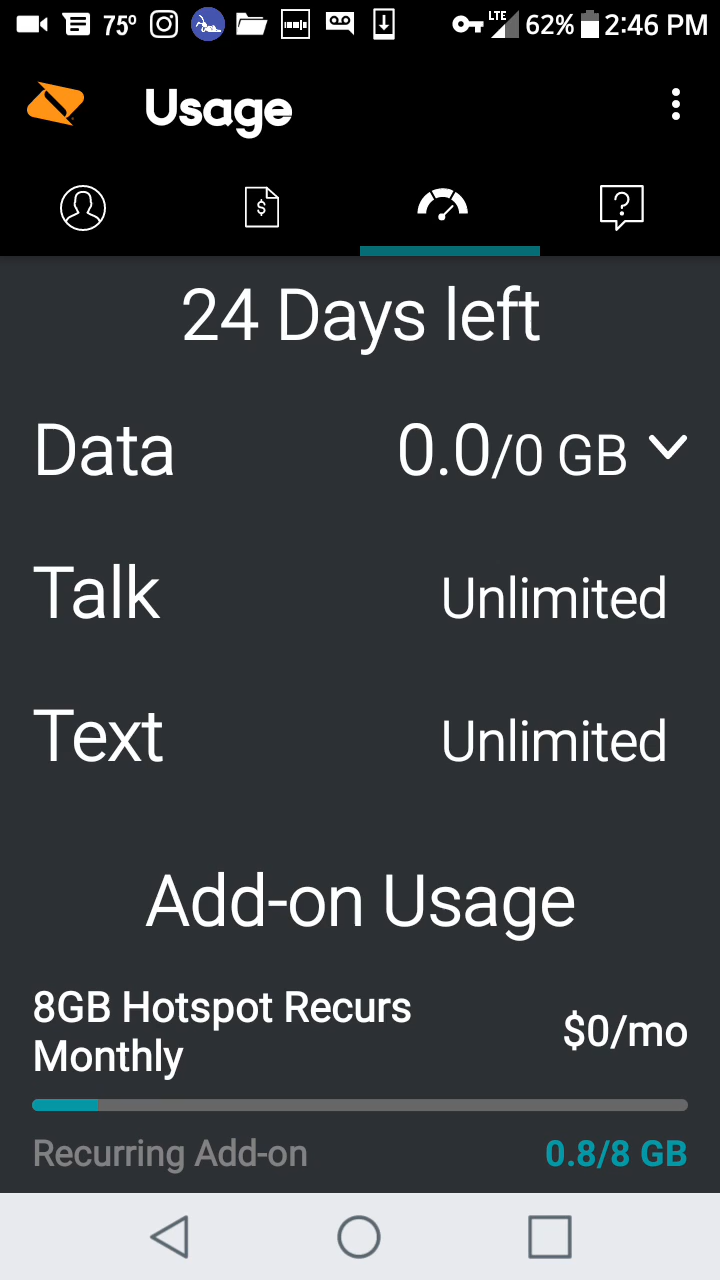 75° LTE 62% 2:46 PM
Usage
24 Days left
Data 0.0/0 GB
Talk Unlimited
Text Unlimited
Add-on Usage
8GB Hotspot Recurs
Monthly
$0/mo
Recurring Add-on 0.8/8 GB